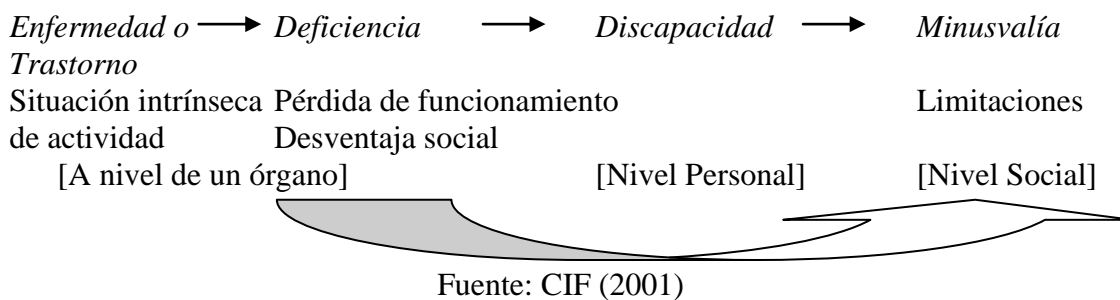 Enfermedad o → Deficiencia → Discapacidad → Minusvalía
Trastorno
Situación intrínseca Pérdida de funcionamiento Limitaciones
de actividad Desventaja social
[A nivel de un órgano] [Nivel Personal] [Nivel Social]
Fuente: CIF (2001)